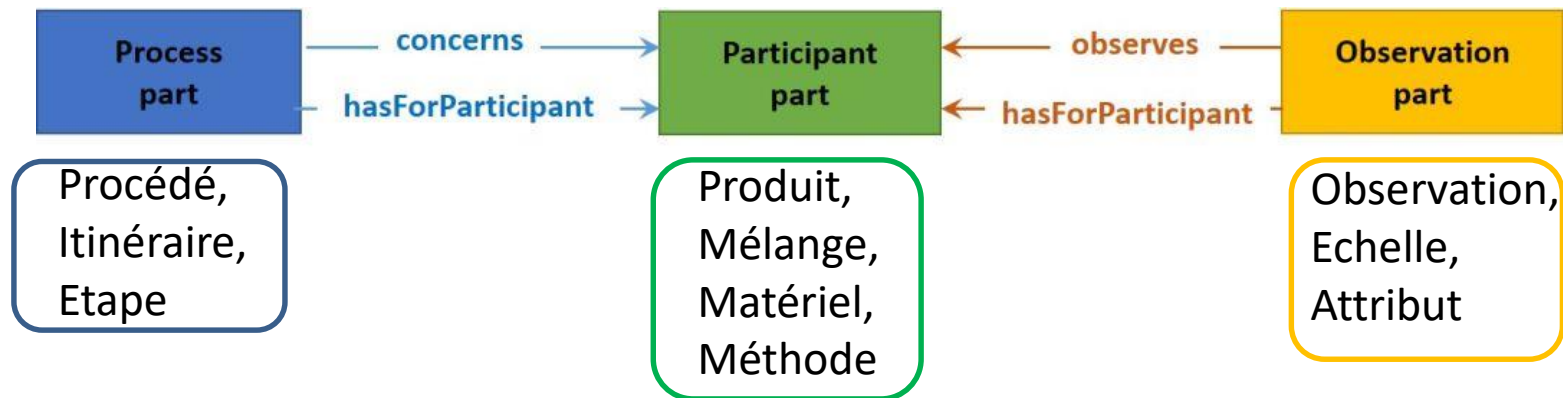 Process
part
concerns
hasForParticipant
Participant
part
observes
hasForParticipant
Observation
part
Procédé,
Itinéraire,
Etape
Produit,
Mélange,
Matériel,
Méthode
Observation,
Echelle,
Attribut